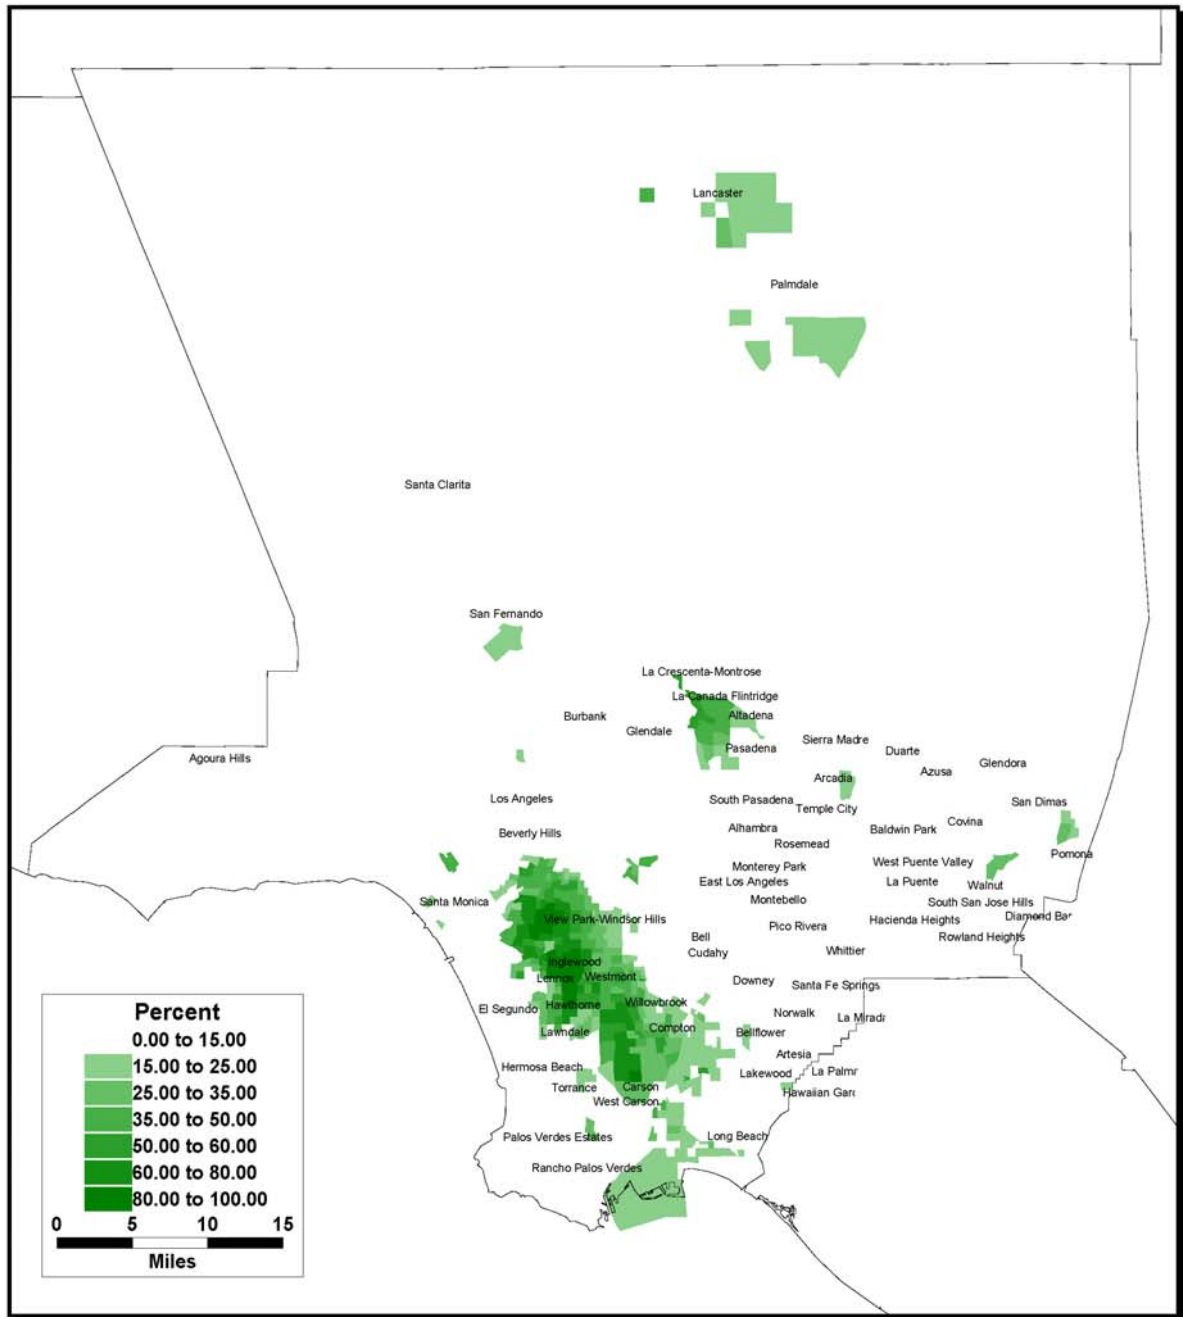 Lancaster
Palmdale
Santa Clarita
San Fernando
La Crescenta-Montrose
La Canada Flintridge
Burbank
Altadena
Glendale
Sierra Madre
Pasadena
Duarte
Agoura Hills
Glendora
Azusa
Arcadia
Los Angeles
South Pasadena
San Dimas
Temple City
Covina
Alhambra
Baldwin Park
Beverly Hills
Rosemead
Pomona
Monterey Park
West Puente Valley
East Los Angeles
La Puente
Walnut
Santa Monica
Montebello
South San Jose Hills
View Park-Windsor Hills
Diamond Bar
Hacienda Heights
Pico Rivera
Bell
Rowland Heights
Cudahy
Whittier
Inglewood
Lennox
Westmont
Downey
Santa Fe Springs
Hawthorne
Willowbrook
El Segundo
Norwalk
La Mirada
Compton
Lawndale
Bellflower
Artesia
Hermosa Beach
Lakewood
La Palm
Torrance
Carson
Hawaiian Gard
West Carson
Palos Verdes Estates
Long Beach
Rancho Palos Verdes
Percent
0.00 to 15.00
15.00 to 25.00
25.00 to 35.00
35.00 to 50.00
50.00 to 60.00
60.00 to 80.00
80.00 to 100.00
0 5 10 15
Miles